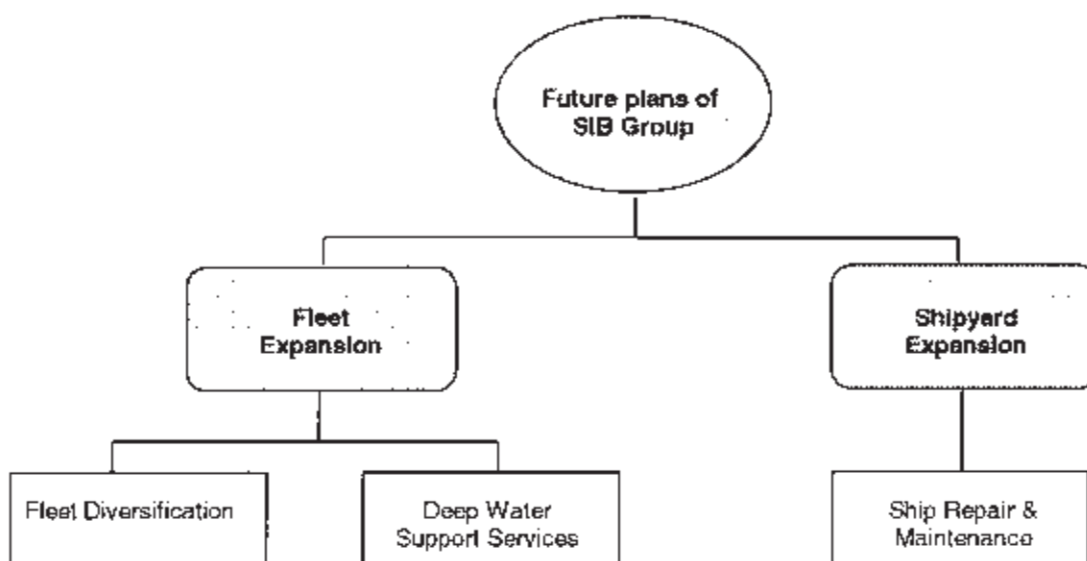 Future plans of
SIB Group
Fleet
Expansion
Shipyard
Expansion
Fleet Diversification
Deep Water
Support Services
Ship Repair &
Maintenance